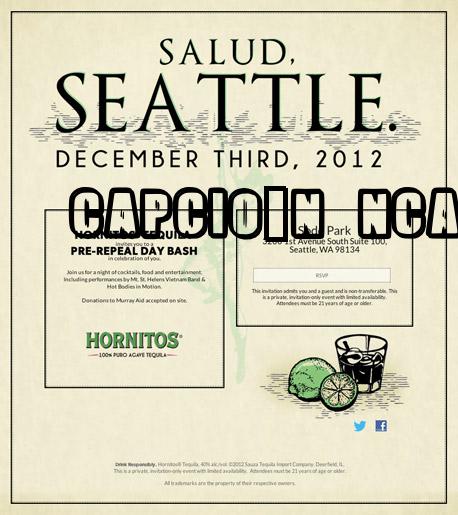 SALUD,
SEATTLE.
DECEMBER THIRD, 2012
CAPCIO|N NCA
HORNITOS TEQUILA
invites you to a
PRE-REPEAL DAY BASH
in celebration of you.
Join us for a night of cocktails, food and entertainment.
Including performances by Mt. St. Helens Vietnam Band &
Hot Bodies in Motion.
Donations to Murray Aid accepted on site.
HORNITOS
100% PURO AGAVE TEQUILA
Park
3200 1st Avenue South Suite 100,
Seattle, WA 98134
RSVP
This invitation admits you and a guest and is non-transferable. This
is a private, invitation-only event with limited availability.
Attendees must be 21 years of age or older.
Drink Responsibly. Hornitos® Tequila, 40% alc./vol. ©2012 Sauza Tequila Import Company, Deerfield, IL.
This is a private, invitation-only event with limited availability. Attendees must be 21 years of age or older.
All trademarks are the property of their respective owners.